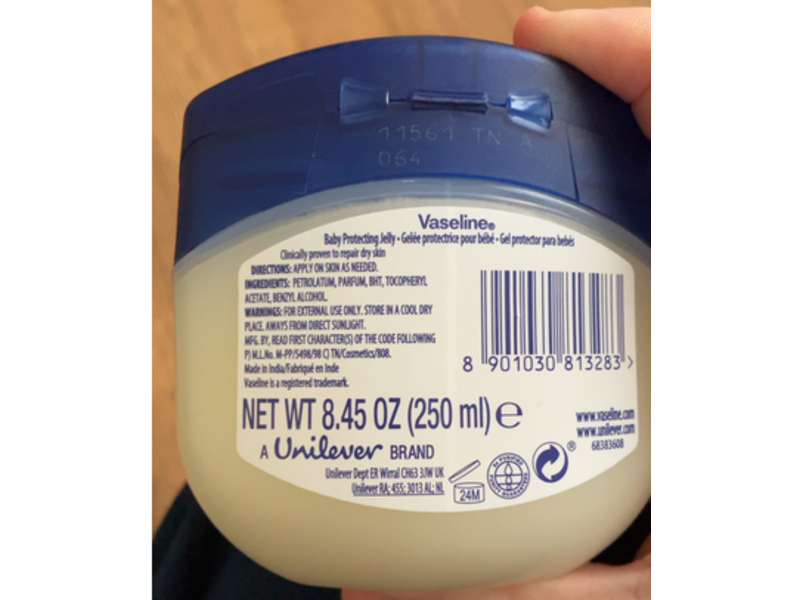 11561 TN A
064
Vaseline®
Baby Protecting Jelly • Gelée protectrice pour bébé • Gel protector para bebés
Clinically proven to repair dry skin
DIRECTIONS: APPLY ON SKIN AS NEEDED.
INGREDIENTS: PETROLATUM, PARFUM, BHT, TOCOPHERYL
ACETATE, BENZYL ALCOHOL.
WARNINGS: FOR EXTERNAL USE ONLY. STORE IN A COOL DRY
PLACE. AWAYS FROM DIRECT SUNLIGHT.
MFG. BY, READ FIRST CHARACTER(S) OF THE CODE FOLLOWING
P) M.L.No. M-PP/5498/98 C) TN/Cosmetics/808.
Made in India/Fabriqué en Inde
Vaseline is a registered trademark.
8 901030 813283 >
NET WT 8.45 OZ (250 ml) e
A Unilever BRAND
www.vaseline.com
www.unilever.com
68383608
Unilever Dept ER Wirral CH63 3JW UK
Unilever RA; 455; 3013 AL; NL
24M
®